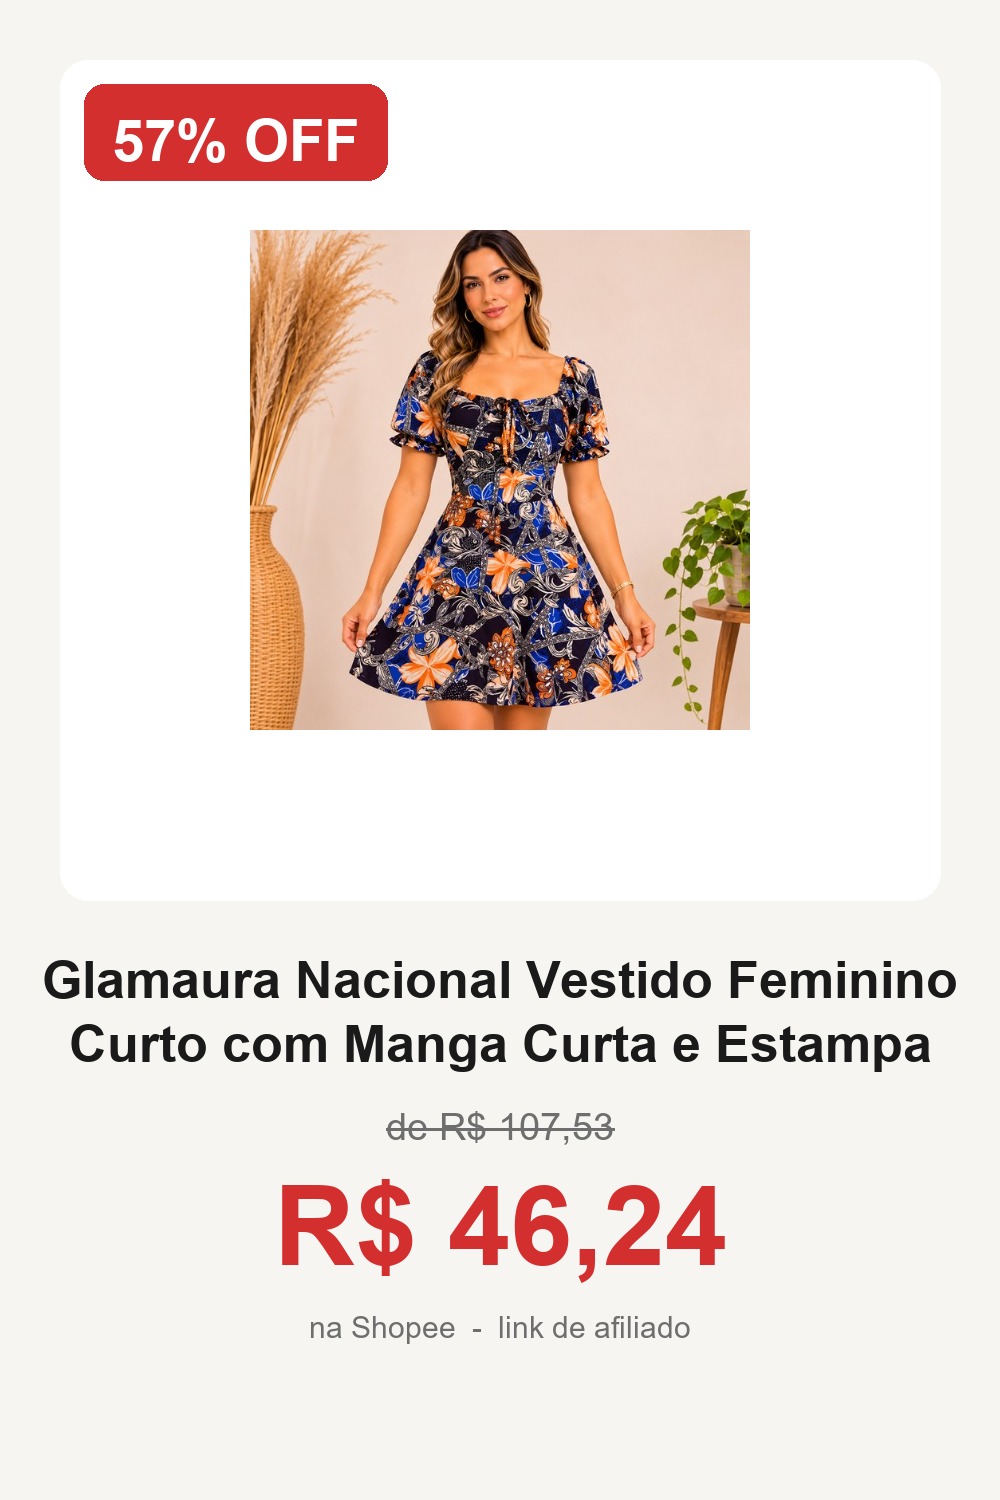 57% OFF
Glamaura Nacional Vestido Feminino
Curto com Manga Curta e Estampa
de R$ 107,53
R$ 46,24
na Shopee - link de afiliado